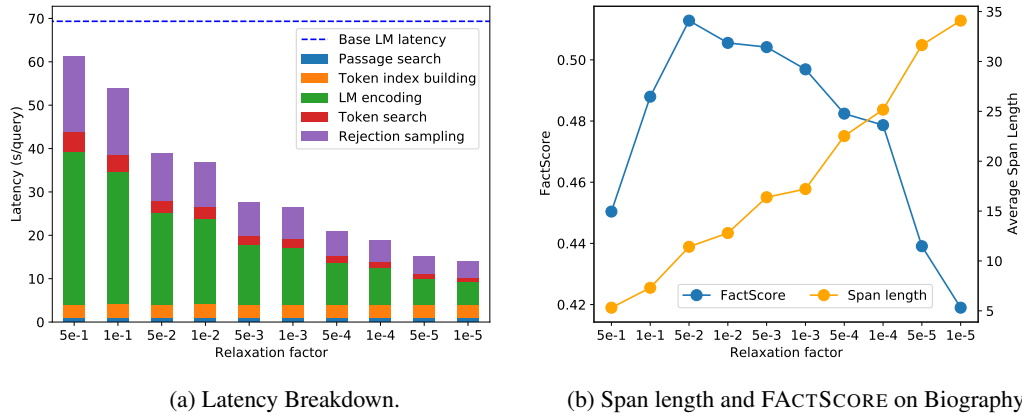 70
60
50
40
30
20
10
0
Latency (s/query)
Base LM latency
Passage search
Token index building
LM encoding
Token search
Rejection sampling
5e-1 1e-1 5e-2 1e-2 5e-3 1e-3 5e-4 1e-4 5e-5 1e-5
Relaxation factor
(a) Latency Breakdown.
0.50
0.48
0.46
0.44
0.42
FactScore
35
30
25
20
15
10
5
Average Span Length
FactScore
Span length
5e-1 1e-1 5e-2 1e-2 5e-3 1e-3 5e-4 1e-4 5e-5 1e-5
Relaxation factor
(b) Span length and FACTSCORE on Biography